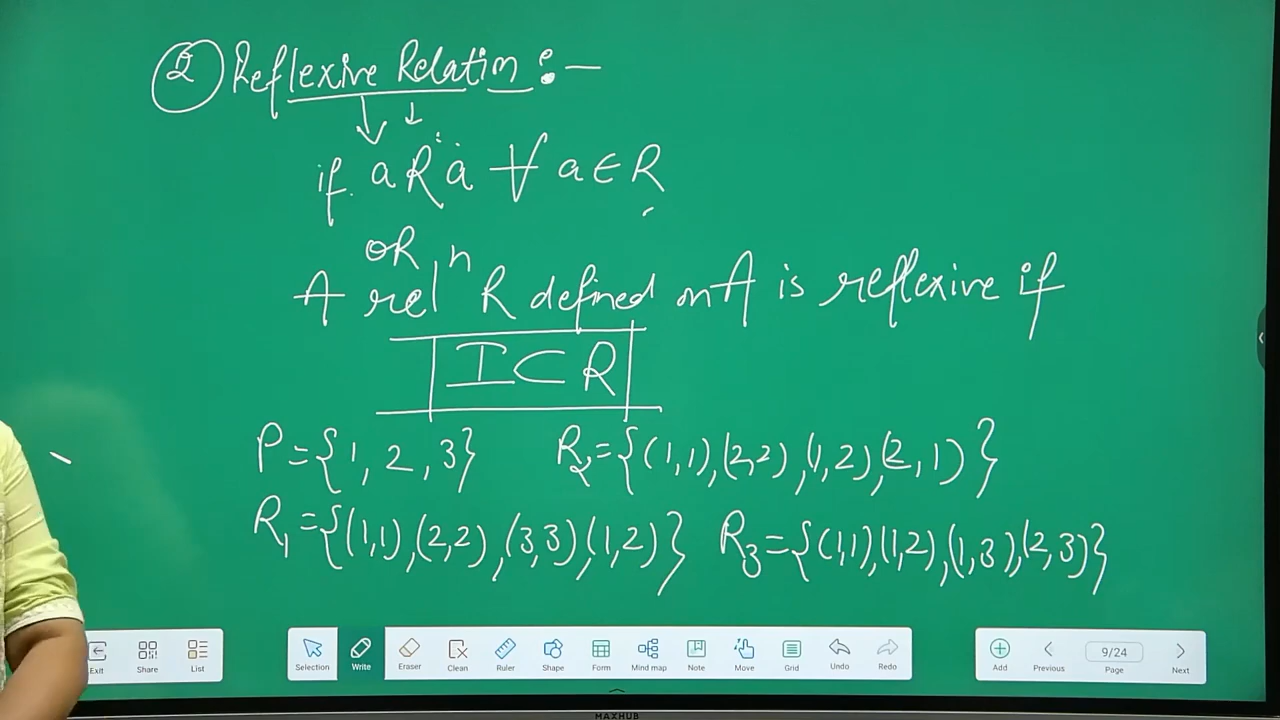 ② Reflexive Relation :—
if. a R a ∀ a ∈ R
OR
A relⁿ R defined on A is reflexive if
I ⊂ R
P = {1, 2, 3}
R₂ = {(1,1),(2,2),(1,2),(2,1)}
R₁ = {(1,1),(2,2),(3,3)(1,2)}
R₃ = {(1,1)(1,2),(1,3),(2,3)}
Exit Share List Selection Write Eraser Clean Ruler Shape Form Mind map Note Move Grid Undo Redo Add Previous 9/24 Page Next
MAXHUB